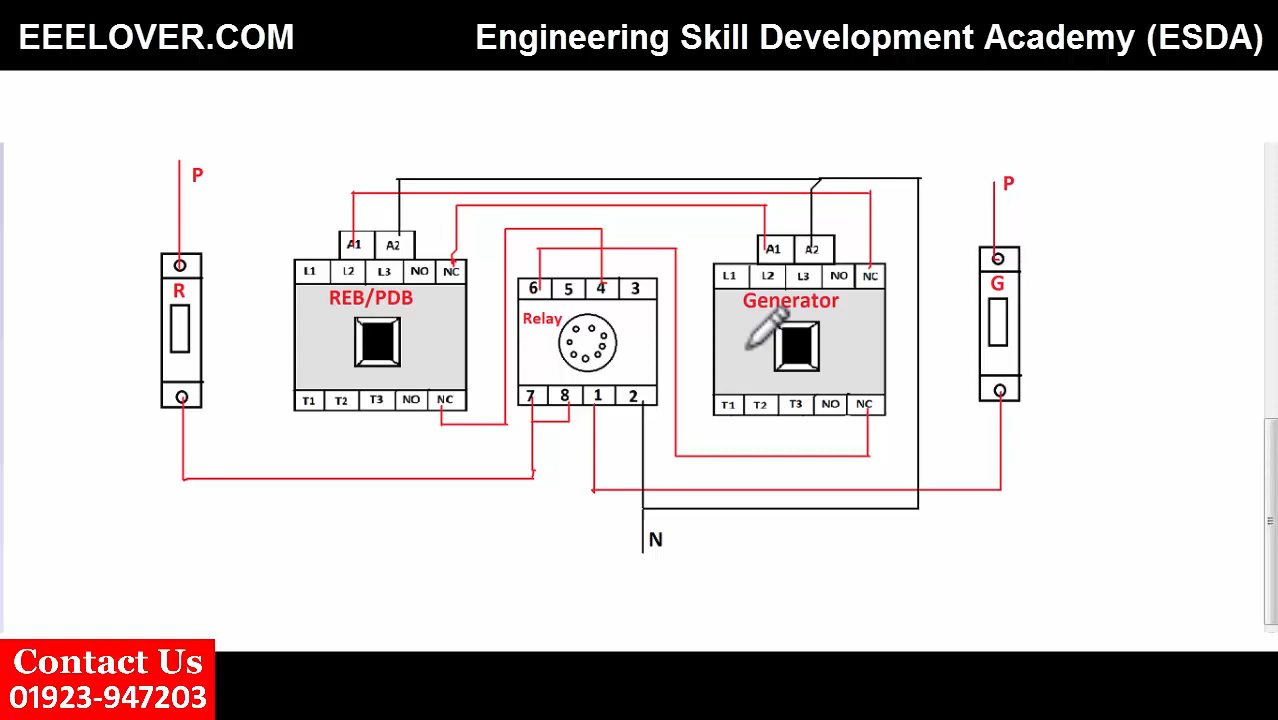 EEELOVER.COM
Engineering Skill Development Academy (ESDA)
P
P
A1 A2
A1 A2
L1 L2 L3 NO NC
L1 L2 L3 NO NC
R
REB/PDB
6 5 4 3
Relay
Generator
G
T1 T2 T3 NO NC
7 8 1 2
T1 T2 T3 NO NC
N
Contact Us
01923-947203